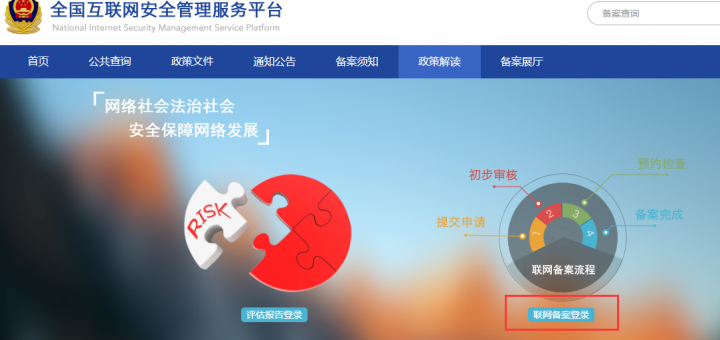 全国互联网安全管理服务平台
National Internet Security Management Service Platform
备案查询
首页 公共查询 政策文件 通知公告 备案须知 政策解读 备案展厅
「网络社会法治社会
安全保障网络发展」
RISK
初步审核
预约检查
提交申请
备案完成
1 2 3 4
联网备案流程
评估报告登录
联网备案登录